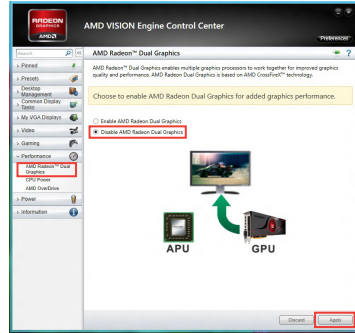 RADEON
GRAPHICS
AMD
AMD VISION Engine Control Center
Preferences
Search
AMD Radeon™ Dual Graphics
Pinned
Presets
Desktop
Management
Common Display
Tasks
My VGA Displays
Video
Gaming
Performance
AMD Radeon™ Dual
Graphics
CPU Power
AMD OverDrive
Power
Information
AMD Radeon™ Dual Graphics enables multiple graphics processors to work together for improved graphics
quality and performance. AMD Radeon Dual Graphics is based on AMD CrossFireX™ technology.
Choose to enable AMD Radeon Dual Graphics for added graphics performance.
Enable AMD Radeon Dual Graphics
Disable AMD Radeon Dual Graphics
APU
GPU
Discard
Apply